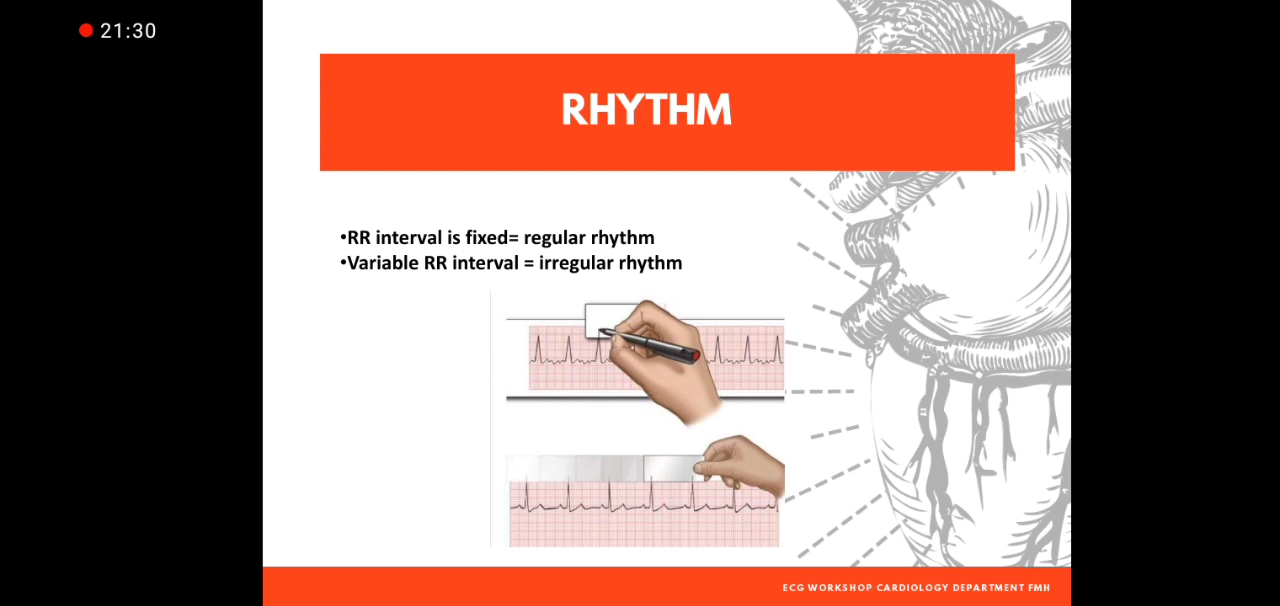 21:30
RHYTHM
•RR interval is fixed= regular rhythm
•Variable RR interval = irregular rhythm
ECG WORKSHOP CARDIOLOGY DEPARTMENT FMH